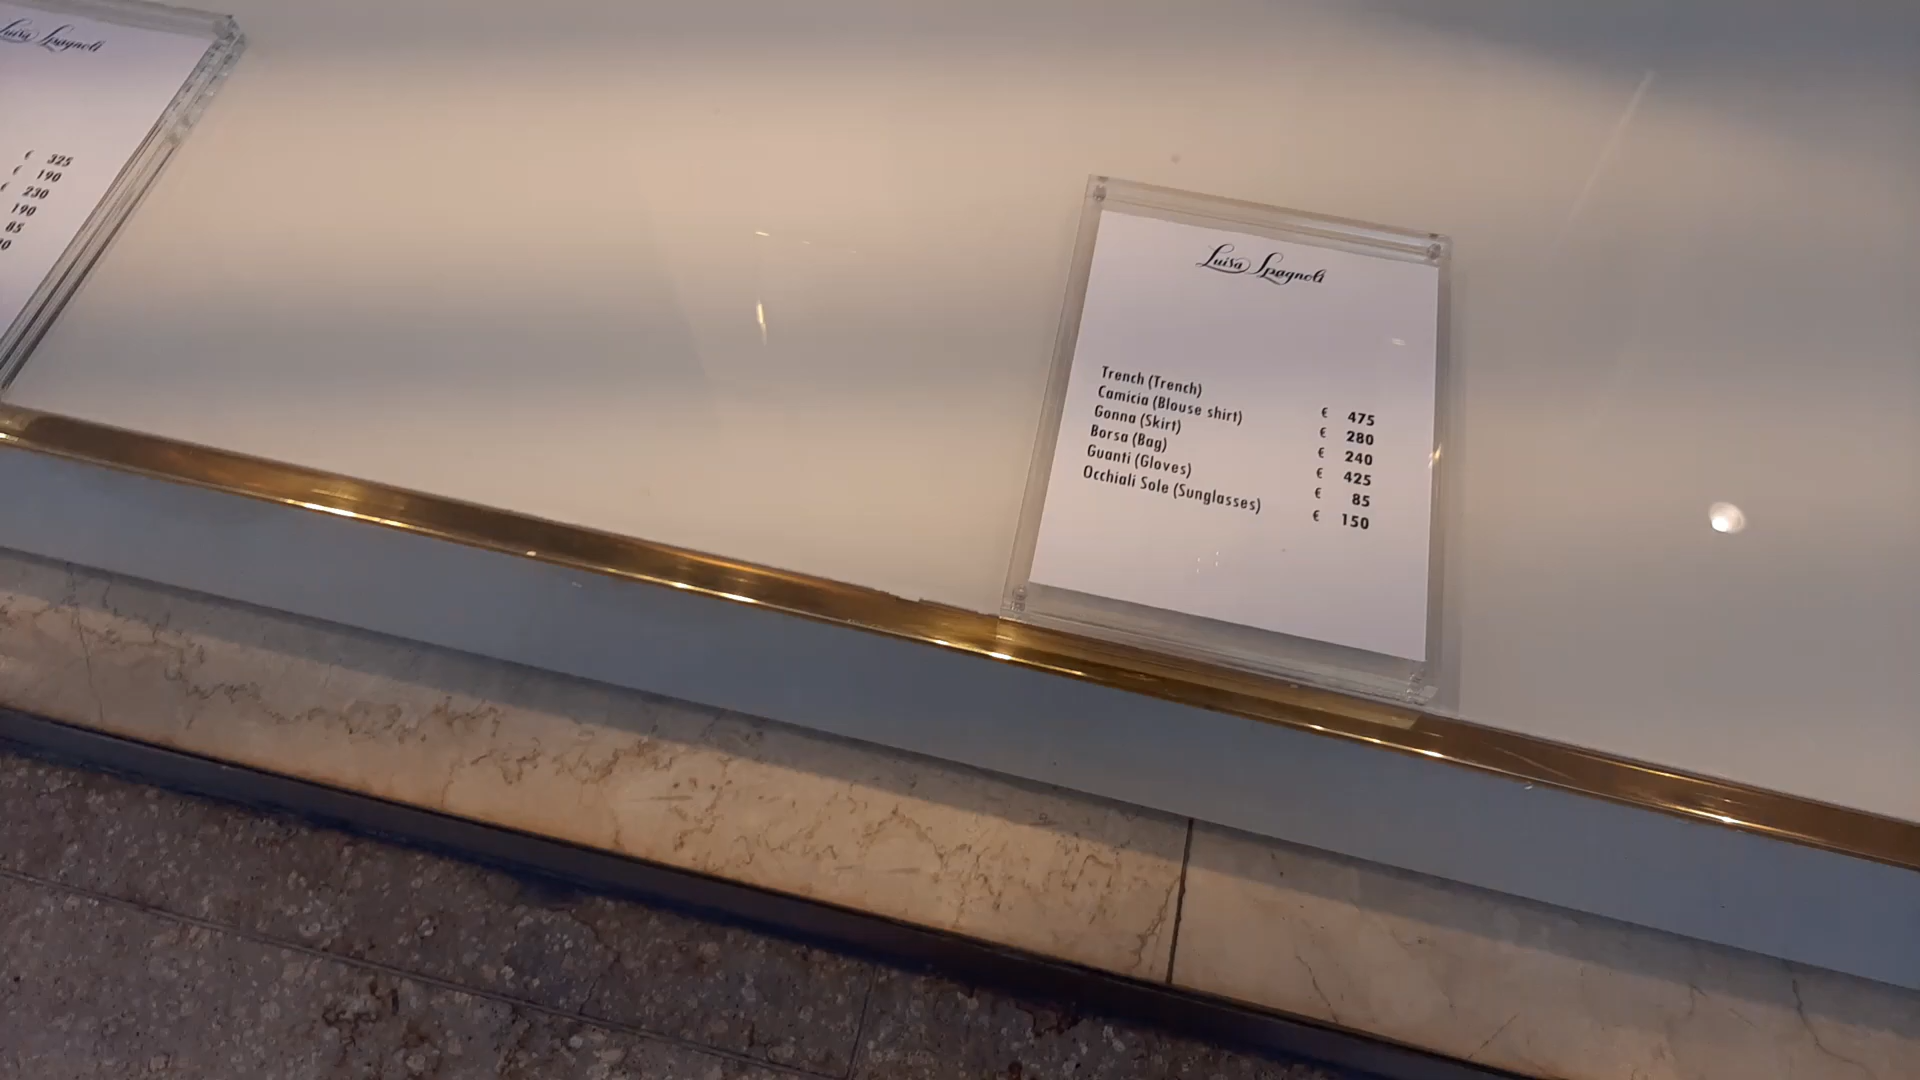 Luisa Spagnoli
€ 325
€ 190
€ 230
190
85
Luisa Spagnoli
Trench (Trench) € 475
Camicia (Blouse shirt) € 280
Gonna (Skirt) € 240
Borsa (Bag) € 425
Guanti (Gloves) € 85
Occhiali Sole (Sunglasses) € 150